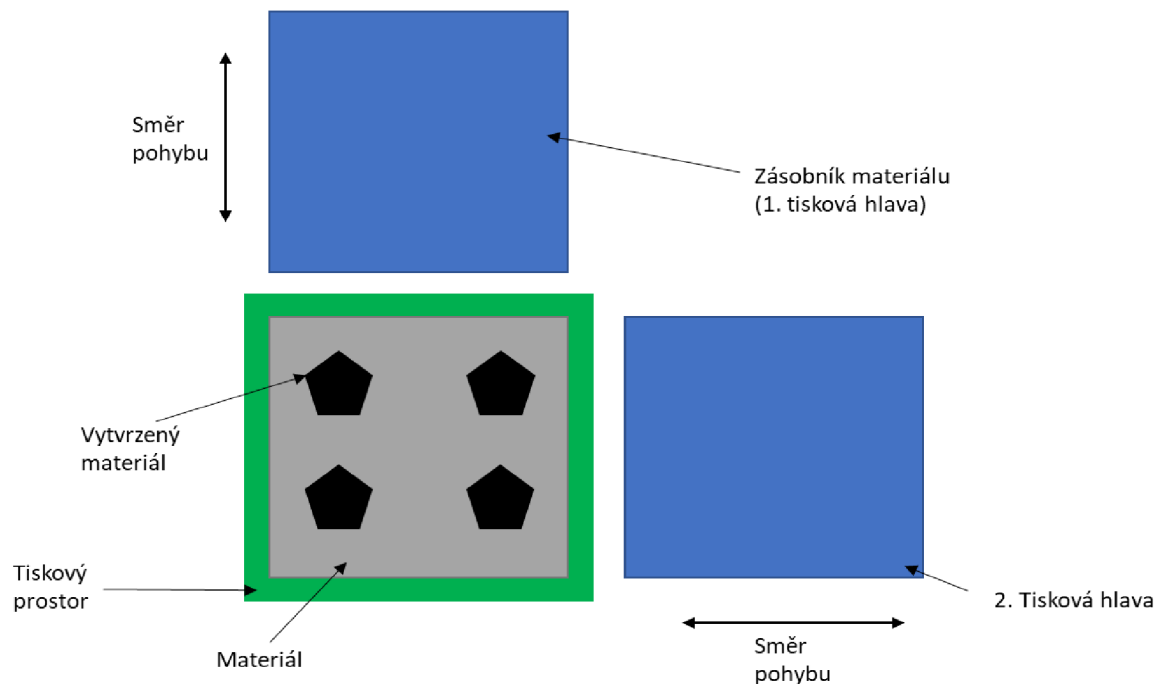 Směr
pohybu
Zásobník materiálu
(1. tisková hlava)
Vytvrzený
materiál
Tiskový
prostor
Materiál
2. Tisková hlava
Směr
pohybu